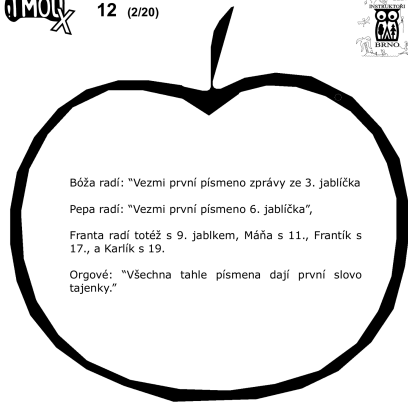 TMOU
X
12 (2/20)
INSTRUKTOŘI
BRNO
Bóža radí: “Vezmi první písmeno zprávy ze 3. jablíčka
Pepa radí: “Vezmi první písmeno 6. jablíčka”,
Franta radí totéž s 9. jablkem, Máňa s 11., Frantík s
17., a Karlík s 19.
Orgové: “Všechna tahle písmena dají první slovo
tajenky.”